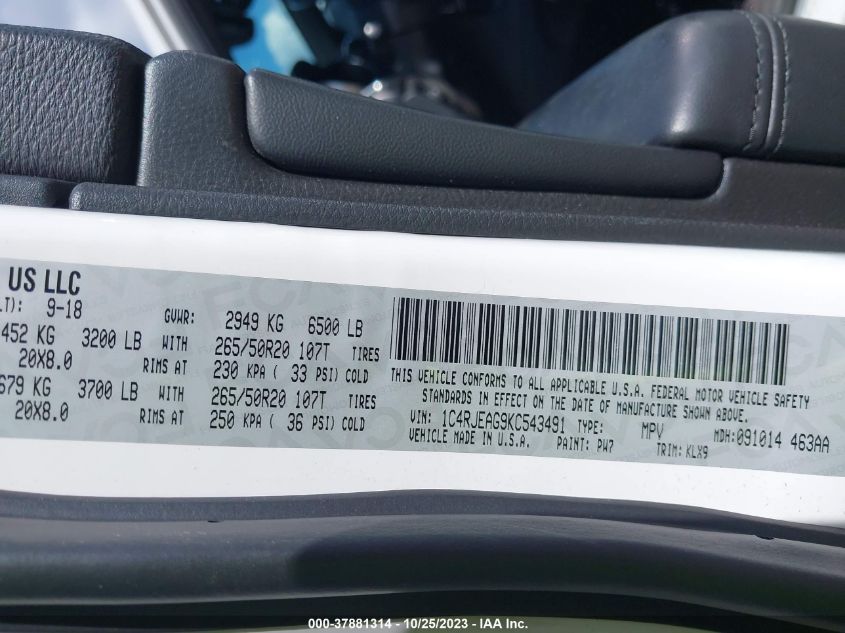 US LLC
LT): 9-18 GVWR: 2949 KG 6500 LB
452 KG 3200 LB WITH 265/50R20 107T TIRES
20X8.0 RIMS AT 230 KPA ( 33 PSI) COLD
679 KG 3700 LB WITH 265/50R20 107T TIRES
20X8.0 RIMS AT 250 KPA ( 36 PSI) COLD
THIS VEHICLE CONFORMS TO ALL APPLICABLE U.S.A. FEDERAL MOTOR VEHICLE SAFETY
STANDARDS IN EFFECT ON THE DATE OF MANUFACTURE SHOWN ABOVE.
VIN: 1C4RJEAG9KC543491 TYPE: MPV MDH:091014 463AA
VEHICLE MADE IN U.S.A. PAINT: PW7 TRIM: KLX9
000-37881314 - 10/25/2023 - © IAA, Inc.